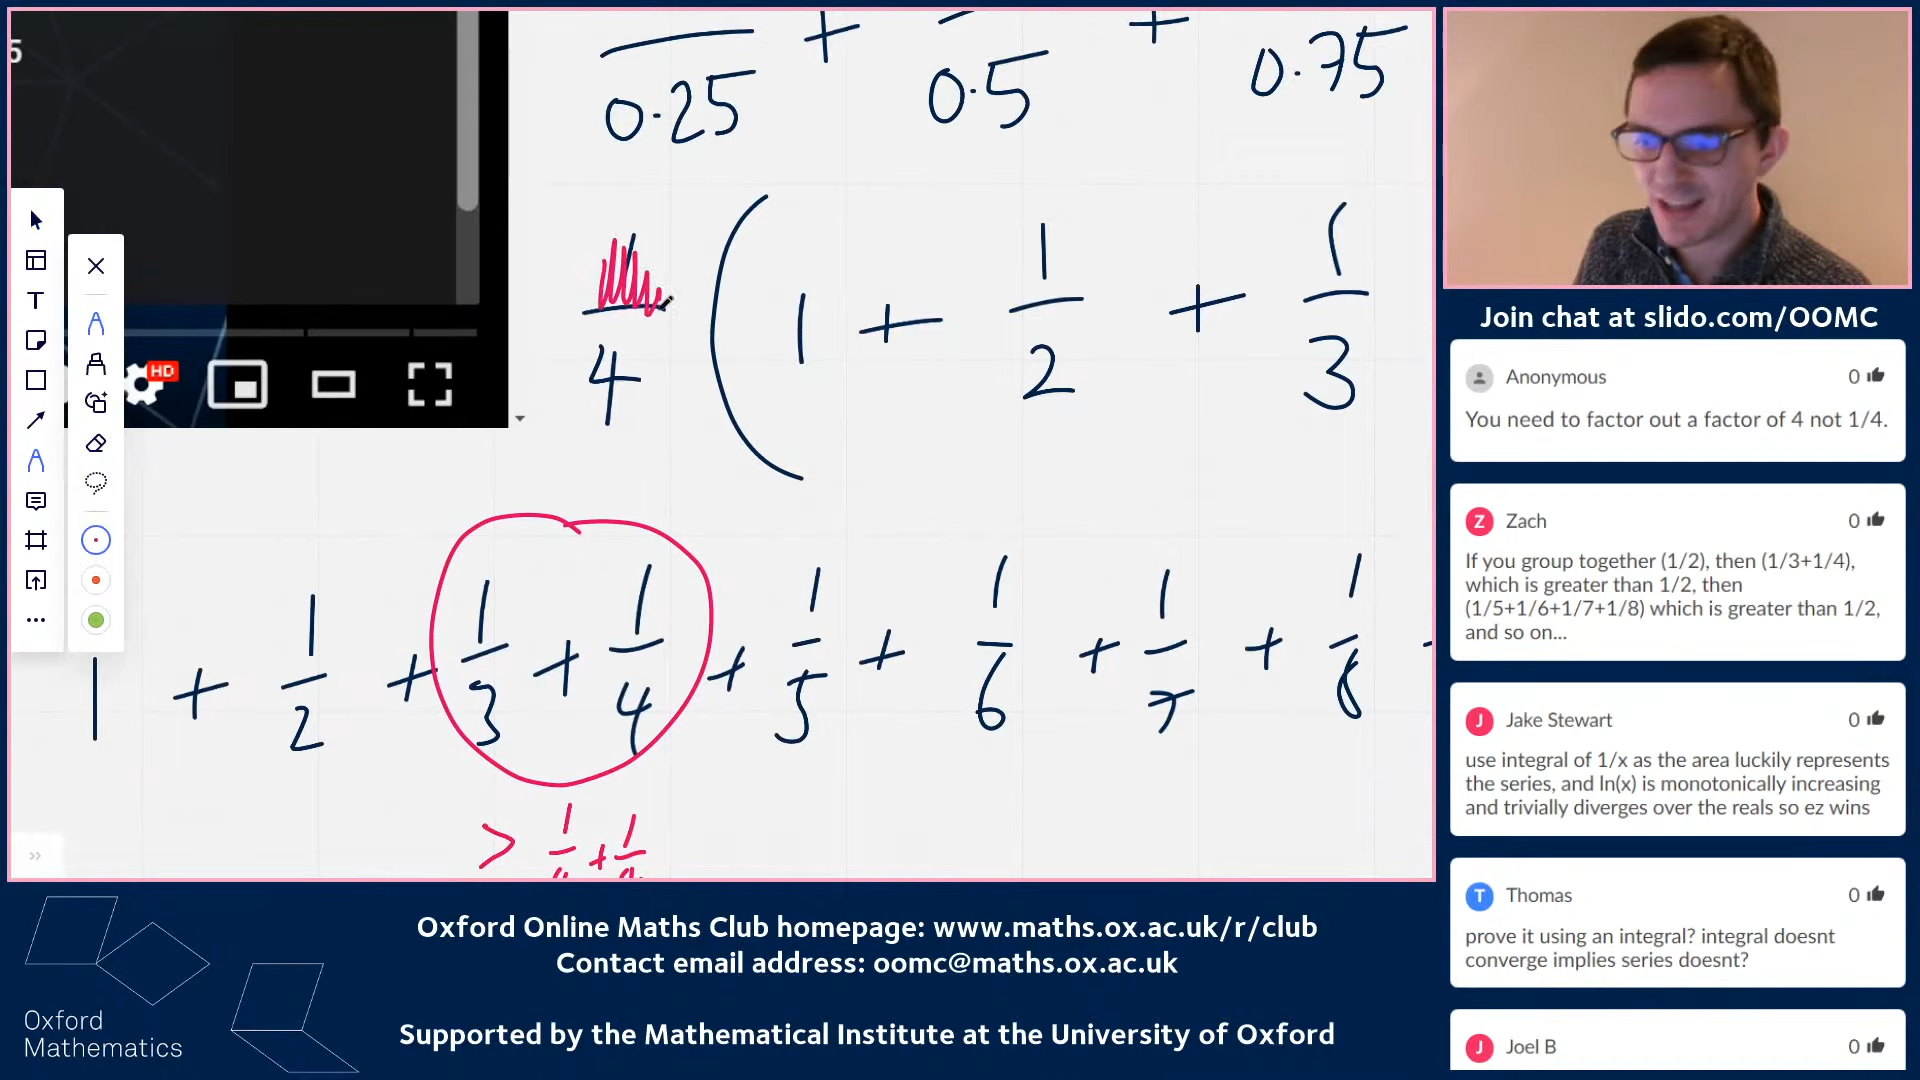 5
+ +
0.25 0.5 0.75
HD
4 ( 1 + 1/2 + 1/3
1 + 1/2 + 1/3 + 1/4 + 1/5 + 1/6 + 1/7 + 1/8
>
T
Join chat at slido.com/OOMC
Anonymous 0
You need to factor out a factor of 4 not 1/4.
Z Zach 0
If you group together (1/2), then (1/3+1/4),
which is greater than 1/2, then
(1/5+1/6+1/7+1/8) which is greater than 1/2,
and so on...
J Jake Stewart 0
use integral of 1/x as the area luckily represents
the series, and ln(x) is monotonically increasing
and trivially diverges over the reals so ez wins
T Thomas 0
prove it using an integral? integral doesnt
converge implies series doesnt?
J Joel B 0
Oxford Online Maths Club homepage: www.maths.ox.ac.uk/r/club
Contact email address: oomc@maths.ox.ac.uk
Supported by the Mathematical Institute at the University of Oxford
Oxford
Mathematics